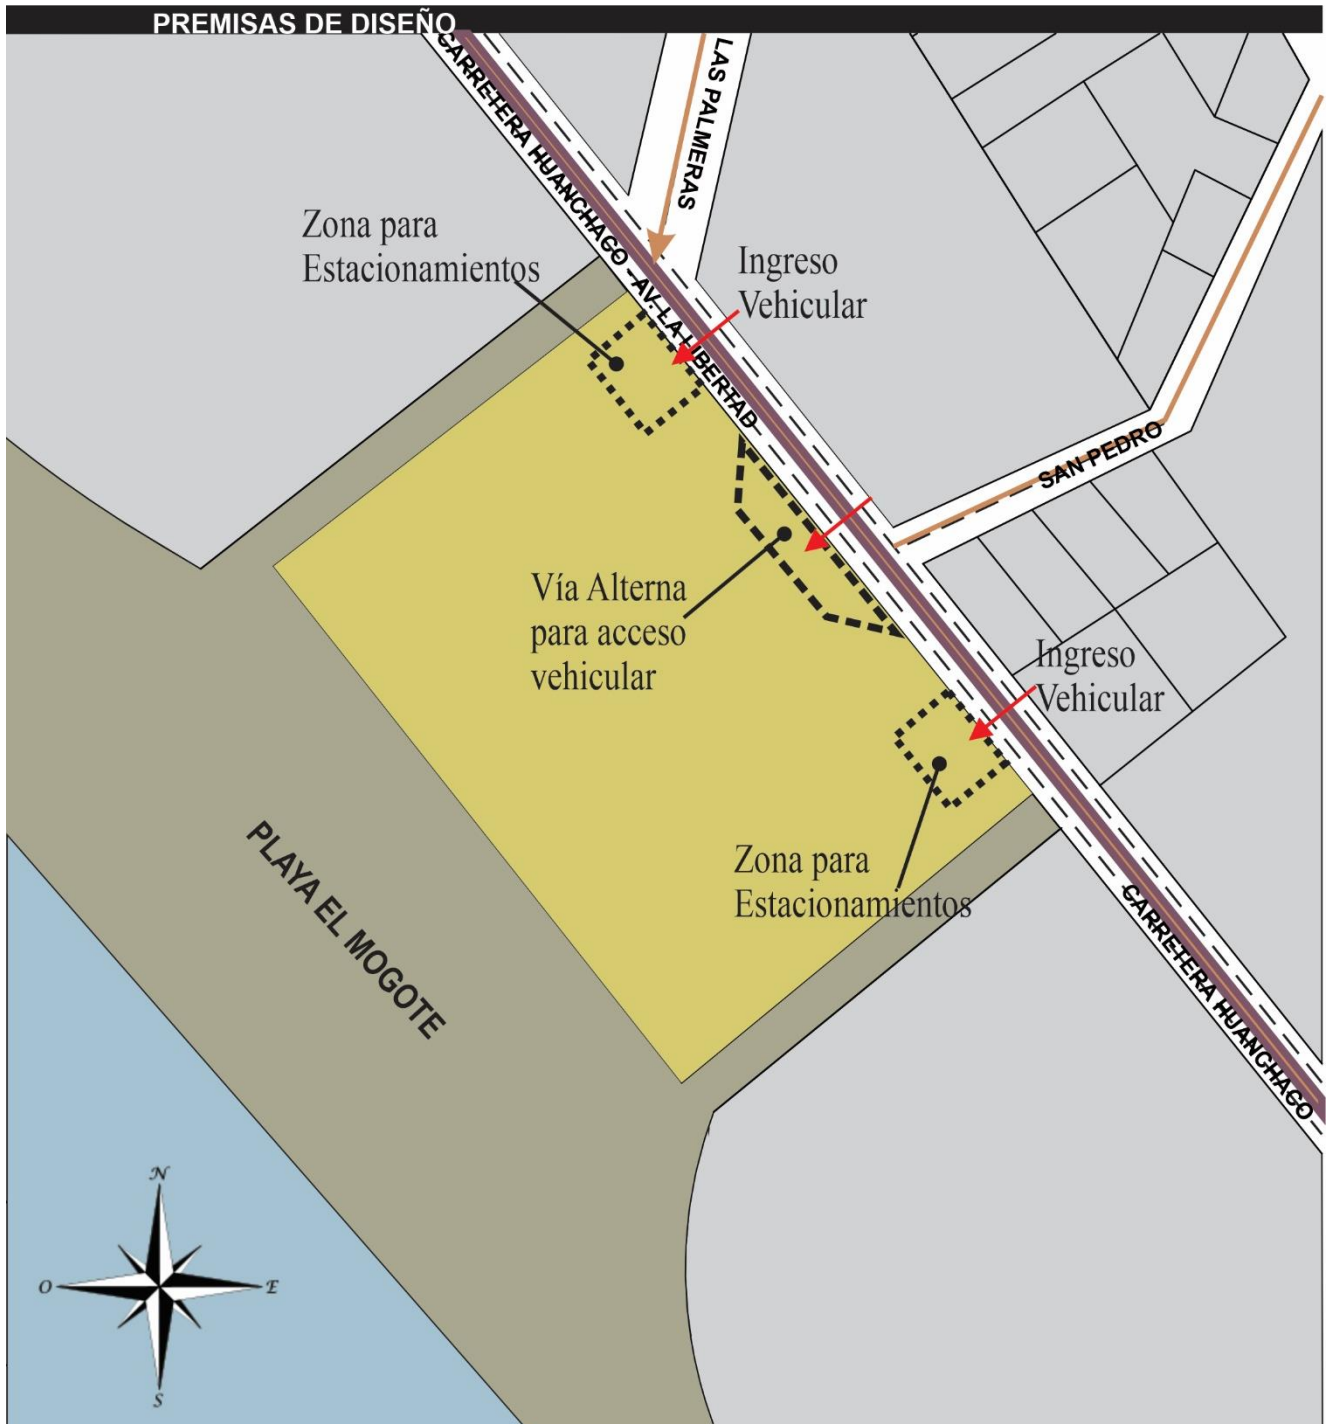 PREMISAS DE DISEÑO
CARRETERA HUANCHACO - AV. LA LIBERTAD
LAS PALMERAS
Zona para
Estacionamientos
Ingreso
Vehicular
SAN PEDRO
Vía Alterna
para acceso
vehicular
Ingreso
Vehicular
Zona para
Estacionamientos
PLAYA EL MOGOTE
CARRETERA HUANCHACO
N
O
E
S